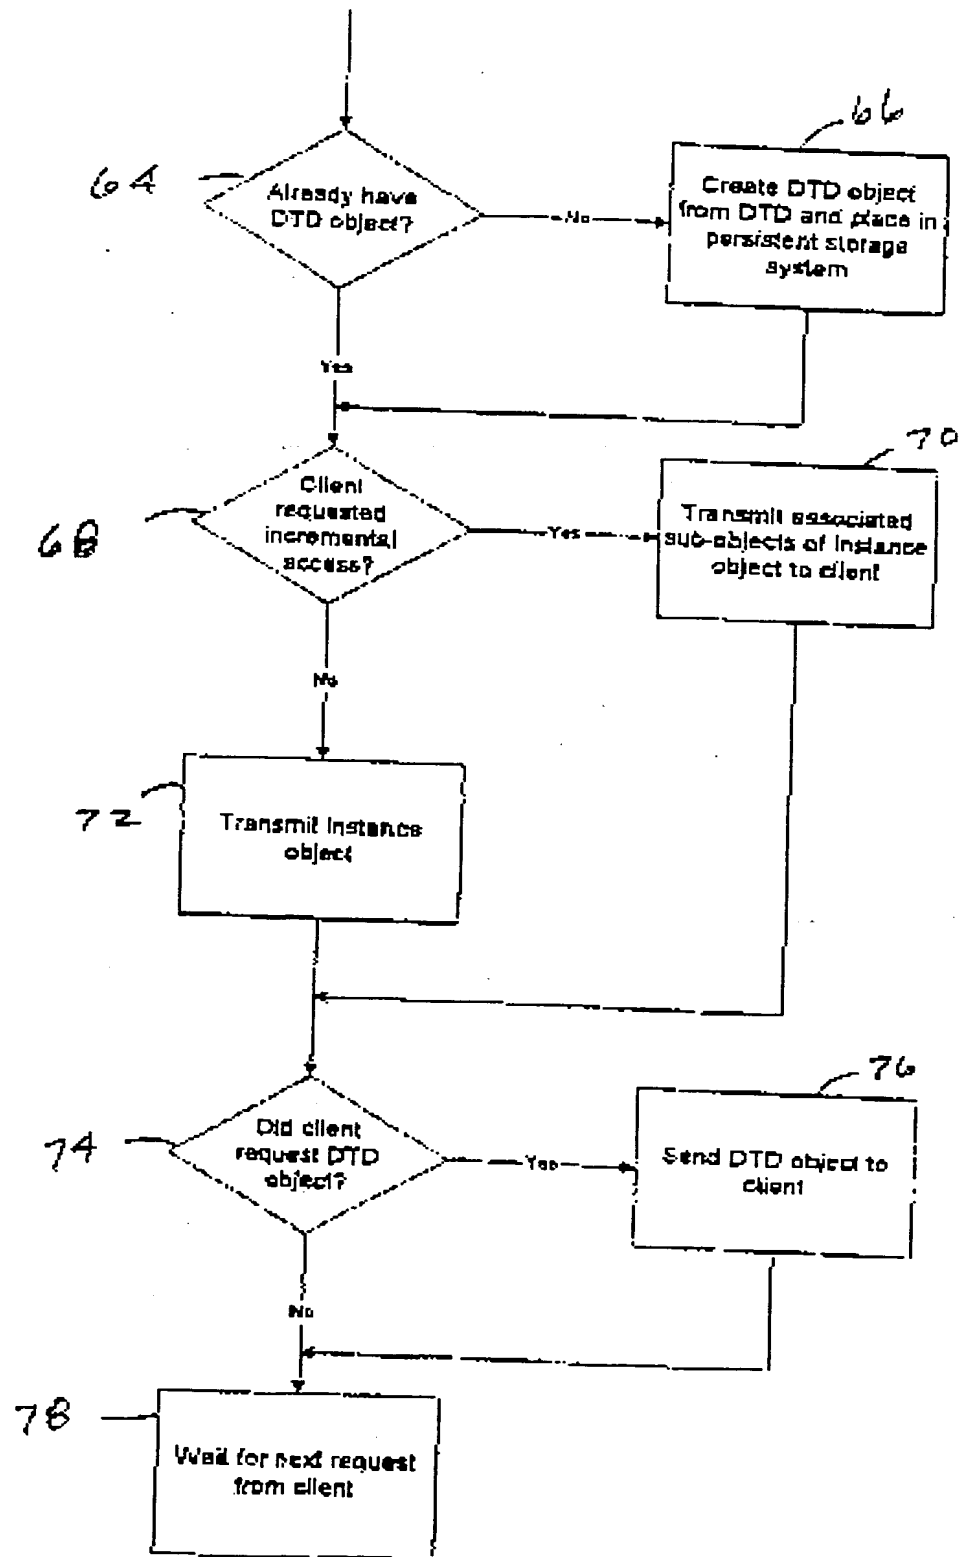 64
Already have
DTD object?
No
66
Create DTD object
from DTD and place in
persistent storage
system
Yes
68
Client
requested
incremental
access?
Yes
70
Transmit associated
sub-objects of instance
object to client
No
72
Transmit instance
object
74
Did client
request DTD
object?
Yes
76
Send DTD object to
client
No
78
Wait for next request
from client